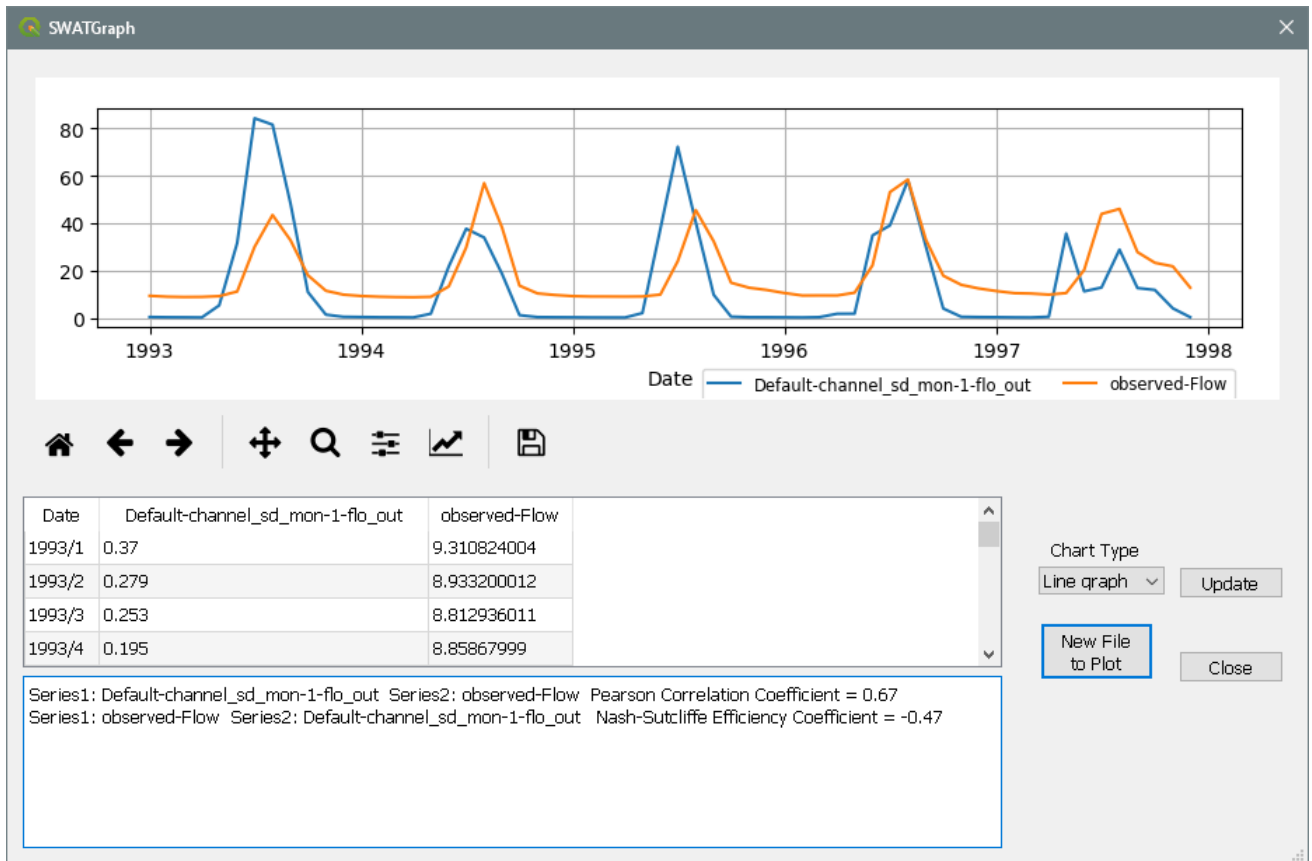 SWATGraph
80
60
40
20
0
1993 1994 1995 1996 1997 1998
Date
Default-channel_sd_mon-1-flo_out observed-Flow
Date Default-channel_sd_mon-1-flo_out observed-Flow
1993/1 0.37 9.310824004
1993/2 0.279 8.933200012
1993/3 0.253 8.812936011
1993/4 0.195 8.85867999
Chart Type
Line graph
Update
New File
to Plot
Close
Series1: Default-channel_sd_mon-1-flo_out Series2: observed-Flow Pearson Correlation Coefficient = 0.67
Series1: observed-Flow Series2: Default-channel_sd_mon-1-flo_out Nash-Sutcliffe Efficiency Coefficient = -0.47